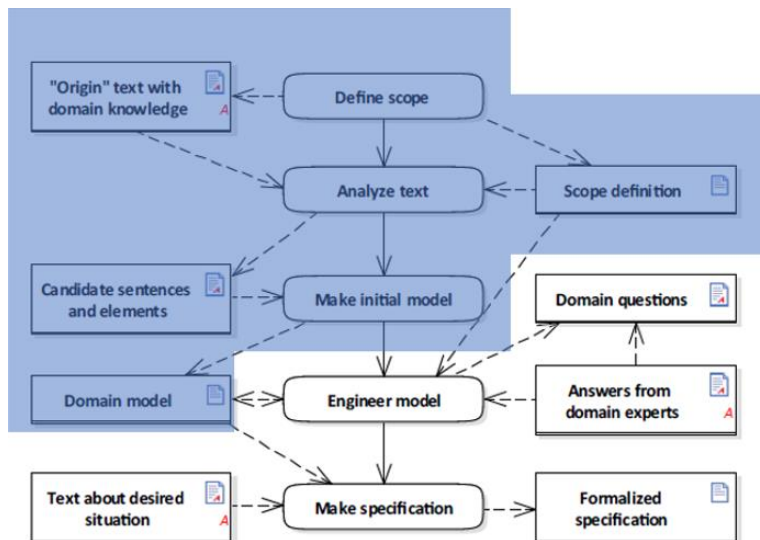 "Origin" text with
domain knowledge
A
Define scope
Analyze text
Scope definition
Candidate sentences
and elements
Make initial model
Domain questions
Domain model
Engineer model
Answers from
domain experts
A
Text about desired
situation
A
Make specification
Formalized
specification